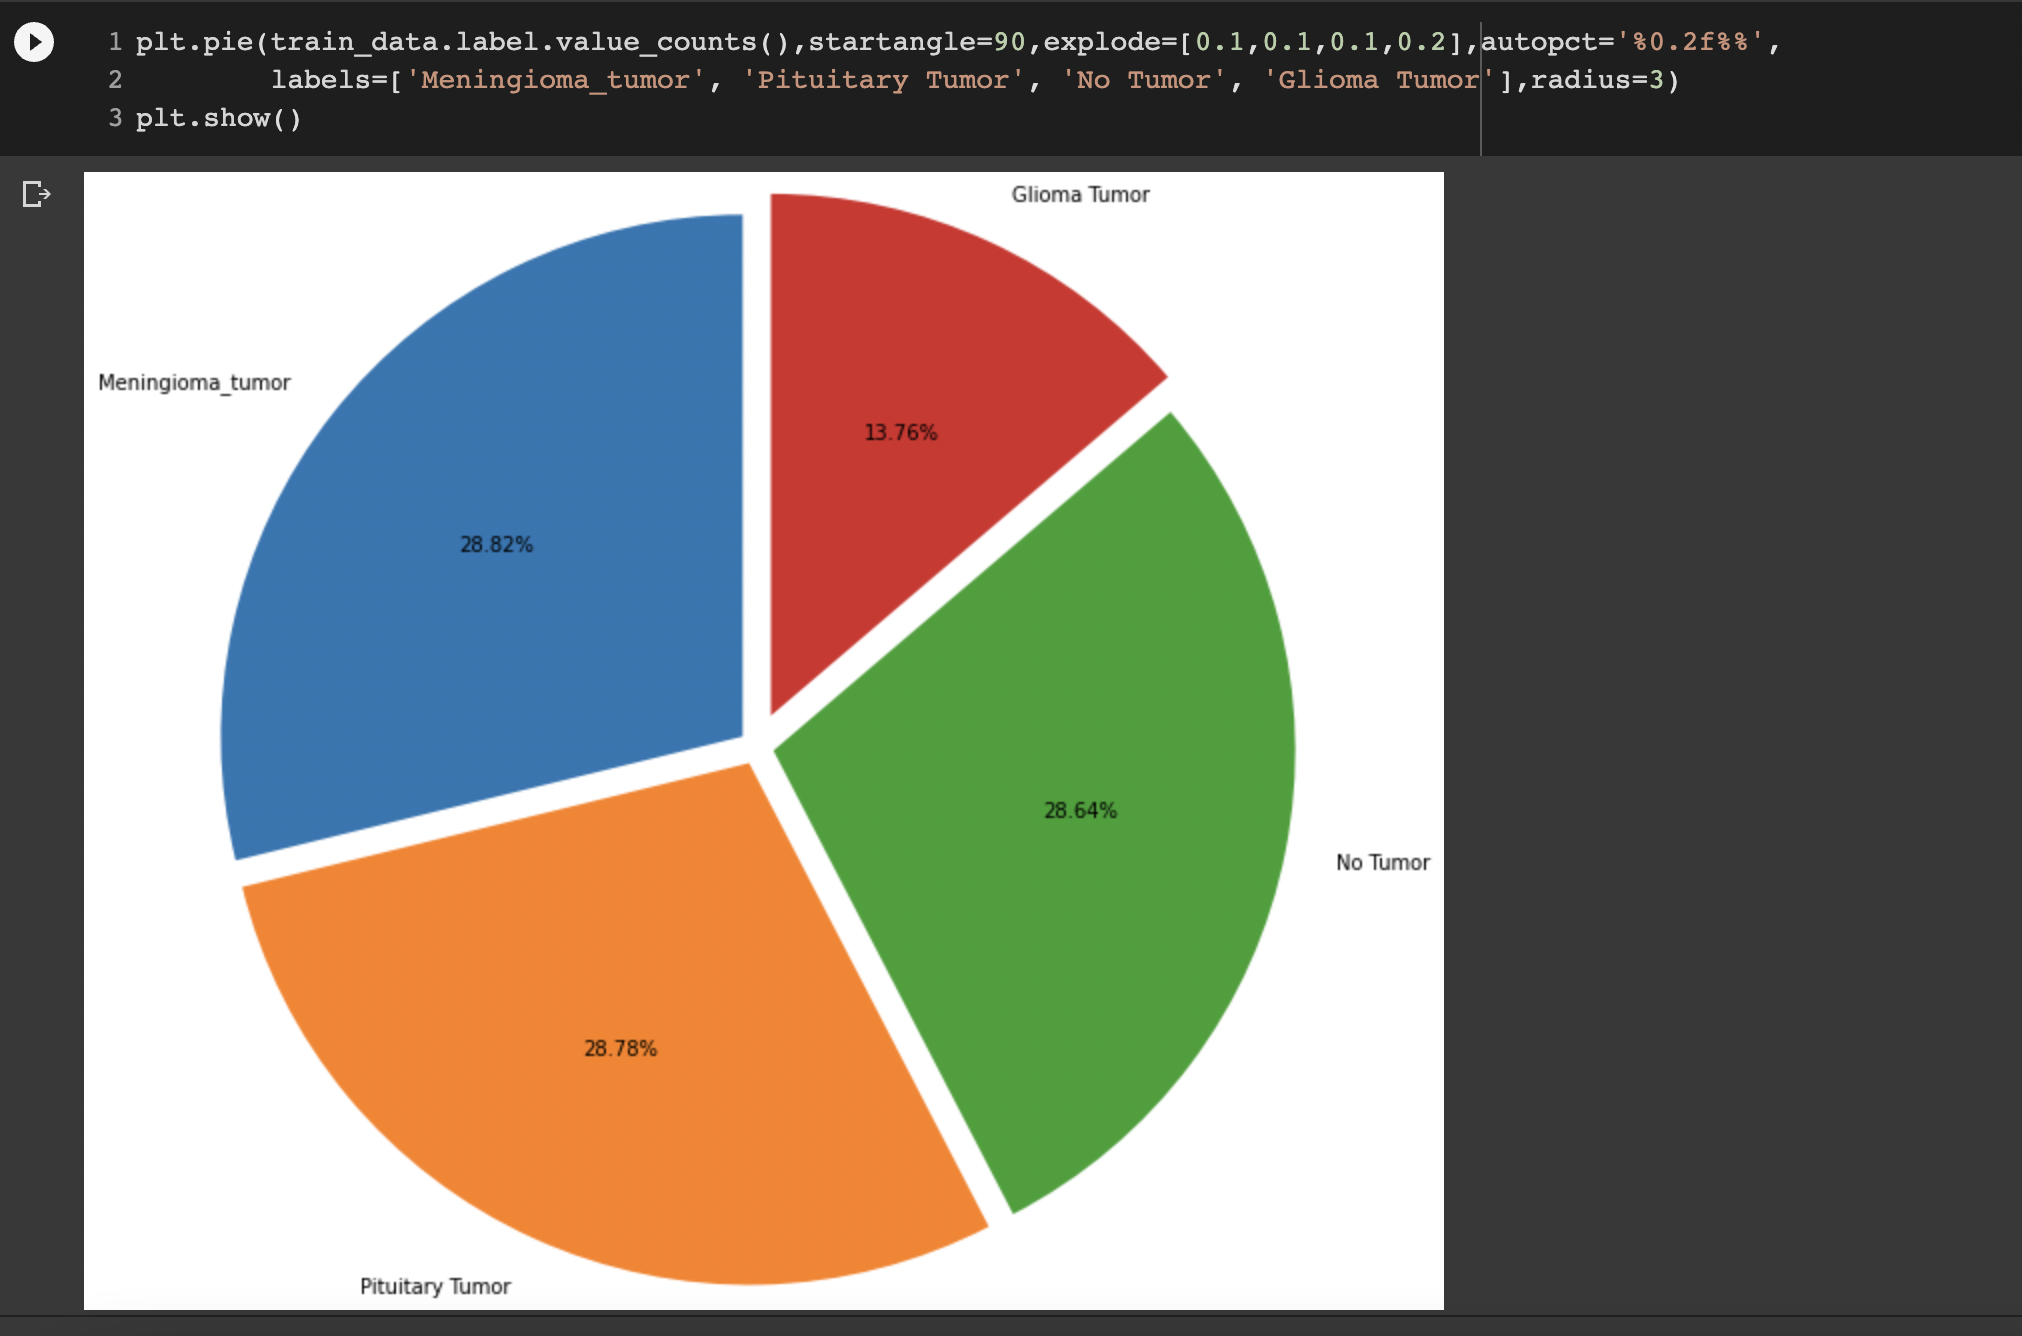 1 plt.pie(train_data.label.value_counts(),startangle=90,explode=[0.1,0.1,0.1,0.2],autopct='%0.2f%%',
2 labels=['Meningioma_tumor', 'Pituitary Tumor', 'No Tumor', 'Glioma Tumor'],radius=3)
3 plt.show()
Glioma Tumor
Meningioma_tumor
13.76%
28.82%
28.64%
No Tumor
28.78%
Pituitary Tumor